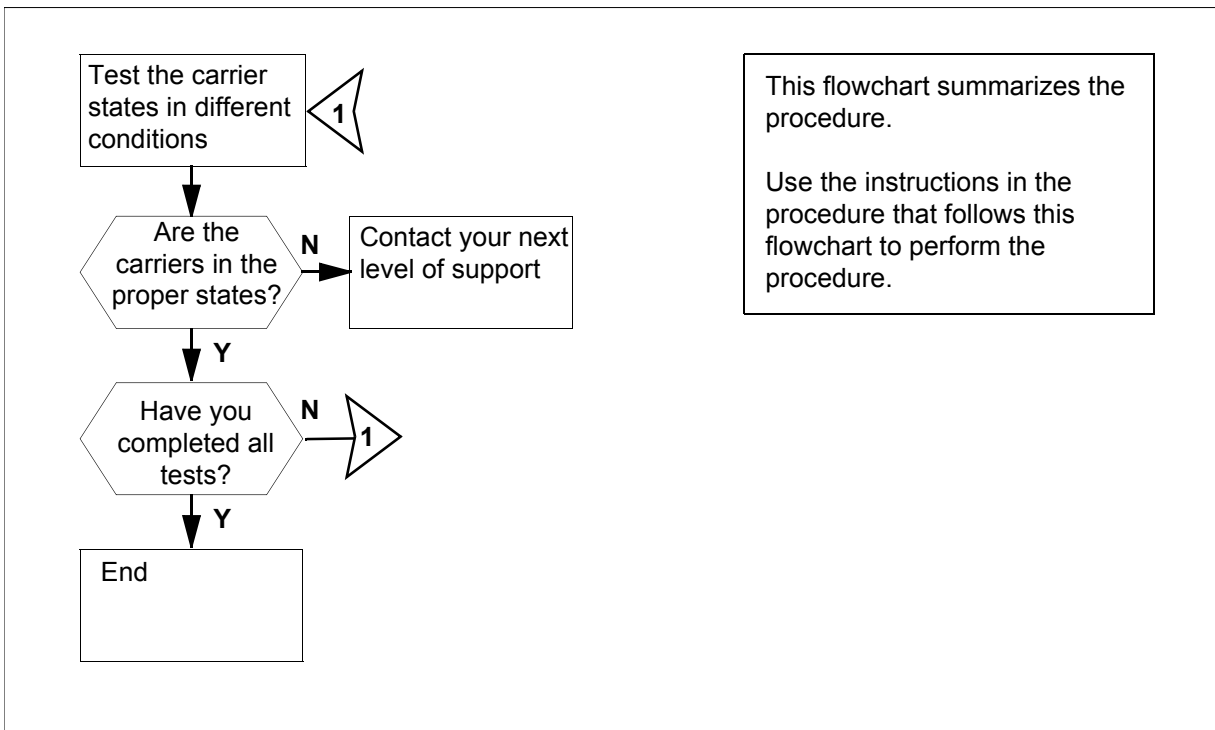 Test the carrier
states in different
conditions
1
Are the
carriers in the
proper states?
N
Contact your next
level of support
Y
Have you
completed all
tests?
N
1
Y
End
This flowchart summarizes the
procedure.
Use the instructions in the
procedure that follows this
flowchart to perform the
procedure.